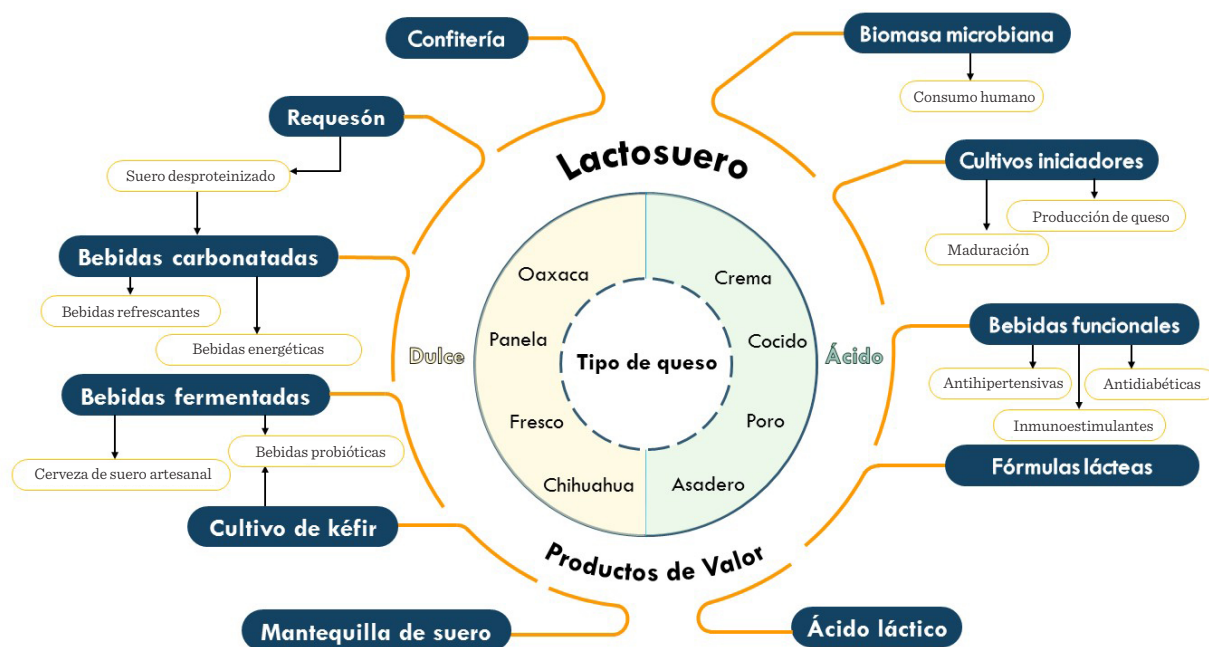 Confitería
Biomasa microbiana
Consumo humano
Requesón
Suero desproteinizado
Lactosuero
Cultivos iniciadores
Producción de queso
Maduración
Bebidas carbonatadas
Bebidas refrescantes
Bebidas energéticas
Oaxaca
Crema
Panela
Cocido
Dulce
Tipo de queso
Ácido
Fresco
Poro
Chihuahua
Asadero
Bebidas funcionales
Antihipertensivas
Antidiabéticas
Inmunoestimulantes
Bebidas fermentadas
Bebidas probióticas
Cerveza de suero artesanal
Fórmulas lácteas
Cultivo de kéfir
Productos de Valor
Mantequilla de suero
Ácido láctico